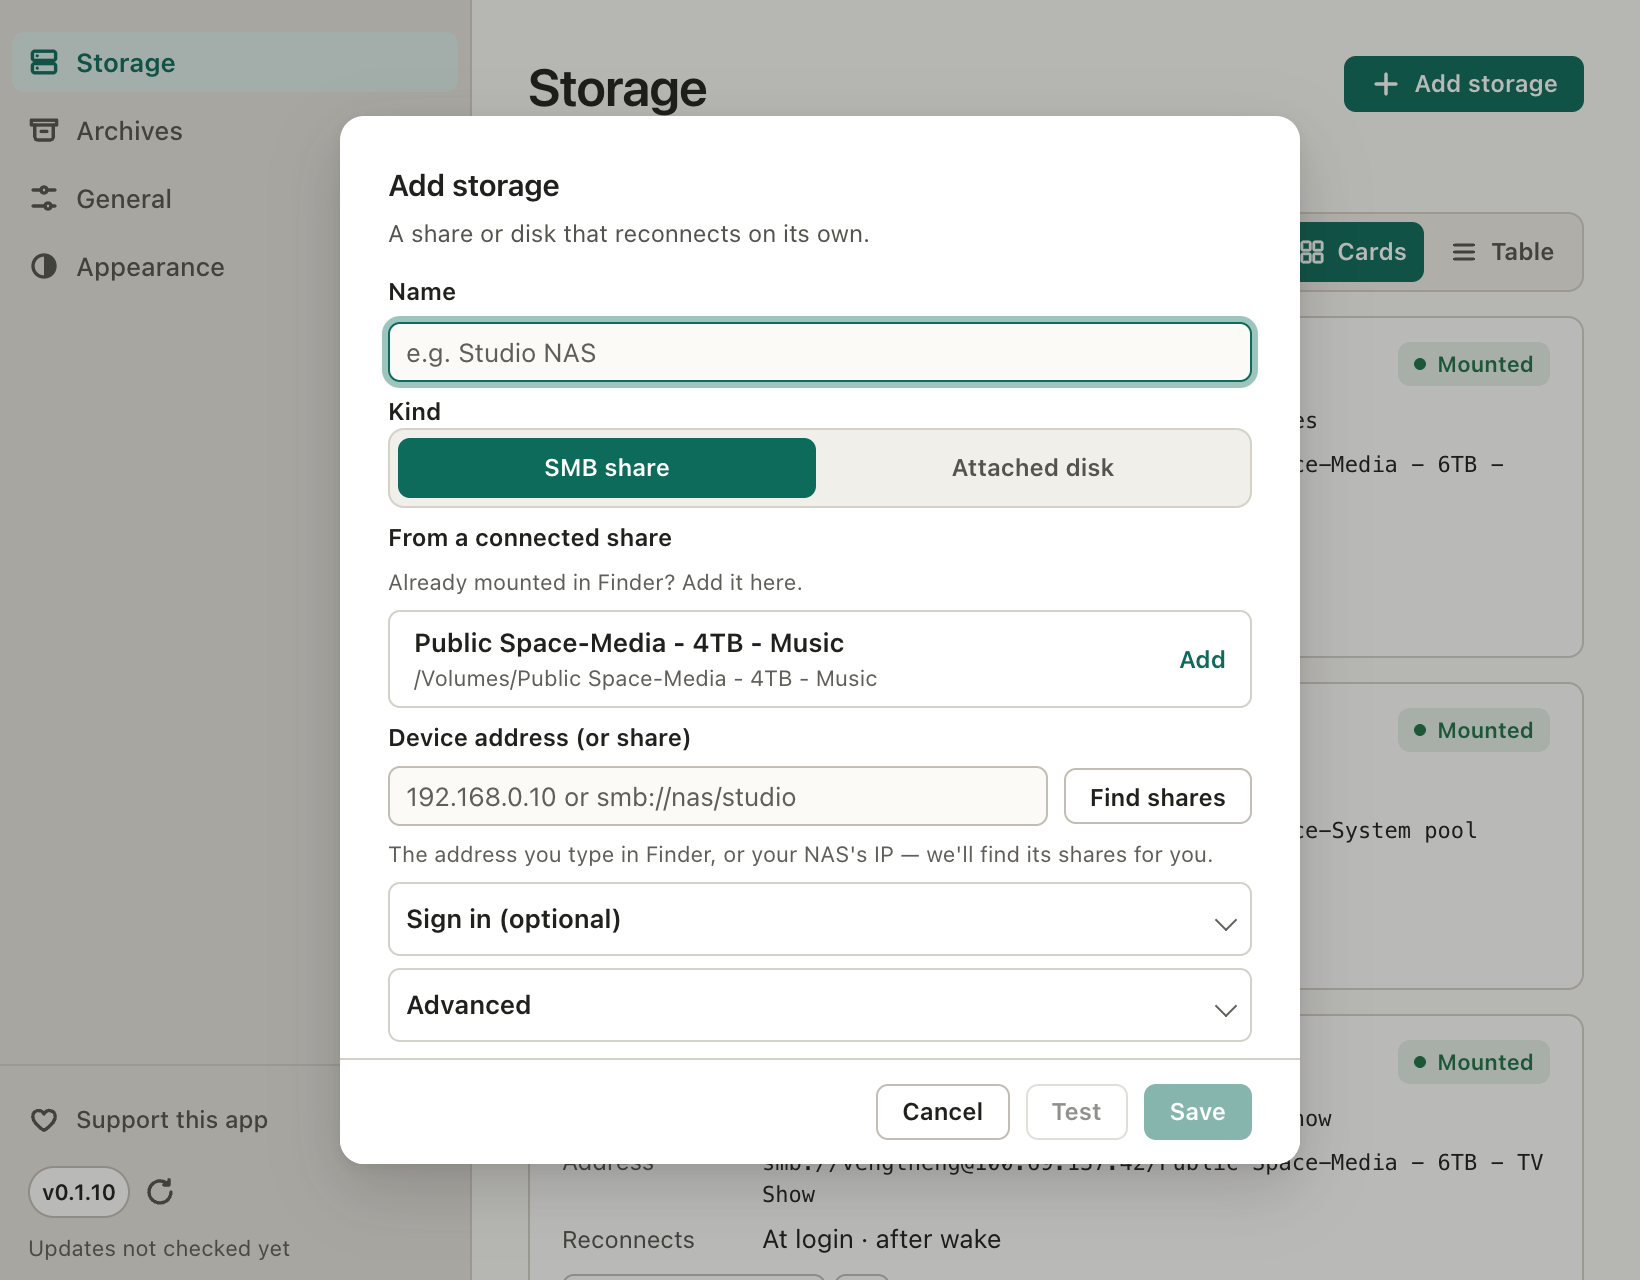 Storage
Archives
General
Appearance
Support this app
v0.1.10
Updates not checked yet
Storage
Add storage
Cards
Table
Mounted
es
ce-Media - 6TB -
Mounted
ce-System pool
Mounted
how
Space-Media - 6TB - TV
Show
Reconnects
At login · after wake
Add storage
A share or disk that reconnects on its own.
Name
e.g. Studio NAS
Kind
SMB share
Attached disk
From a connected share
Already mounted in Finder? Add it here.
Public Space-Media - 4TB - Music
/Volumes/Public Space-Media - 4TB - Music
Add
Device address (or share)
192.168.0.10 or smb://nas/studio
Find shares
The address you type in Finder, or your NAS's IP — we'll find its shares for you.
Sign in (optional)
Advanced
Cancel
Test
Save